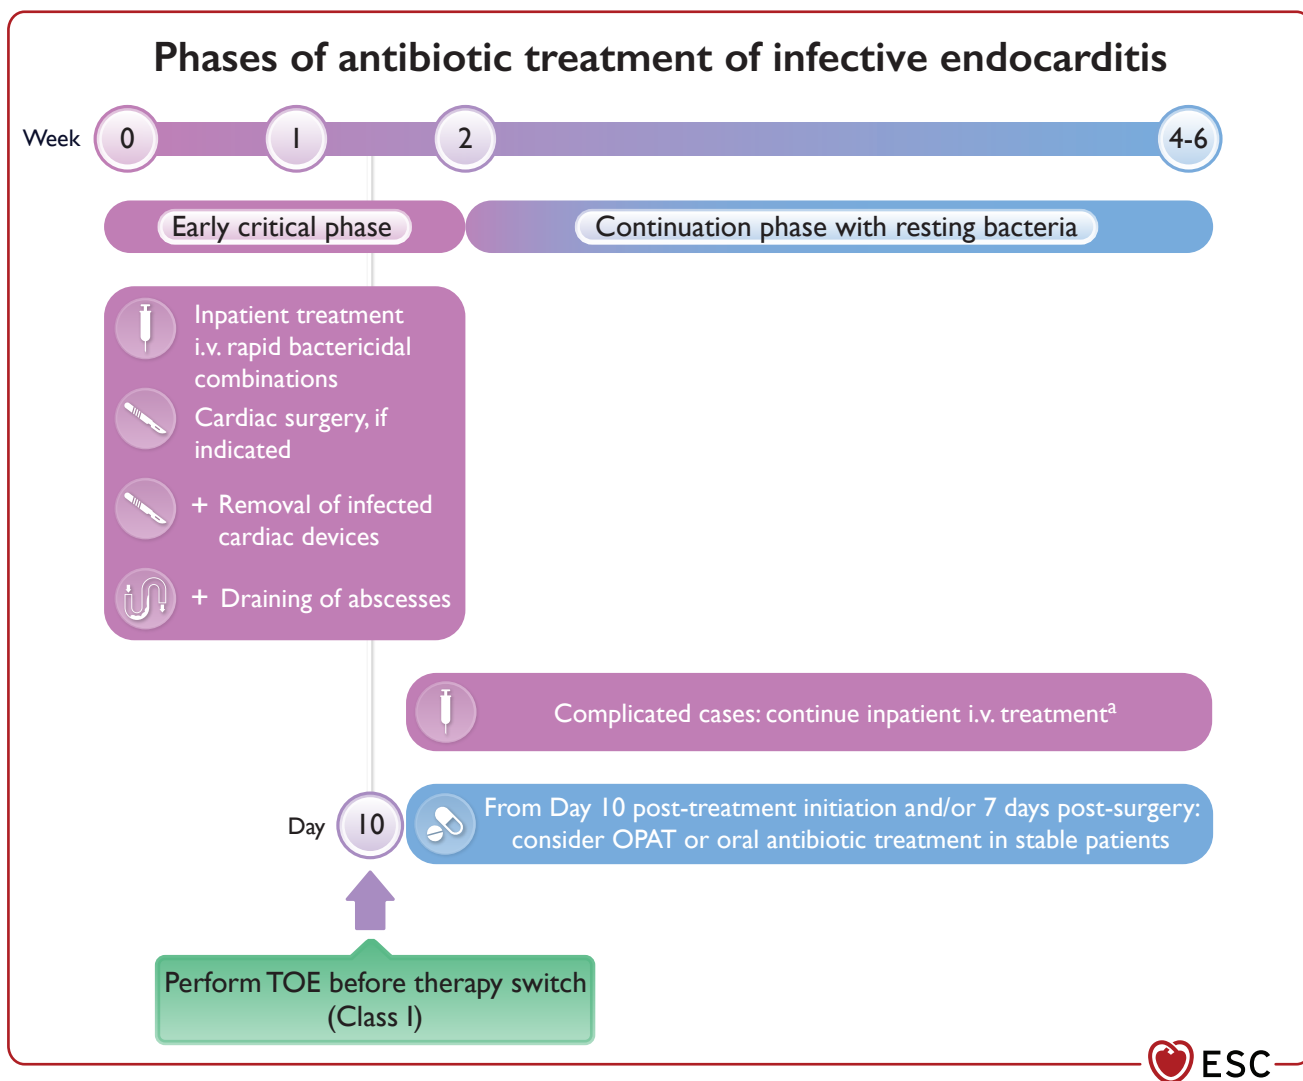 Phases of antibiotic treatment of infective endocarditis
Week
0
1
2
4-6
Early critical phase
Continuation phase with resting bacteria
Inpatient treatment
i.v. rapid bactericidal
combinations
Cardiac surgery, if
indicated
+ Removal of infected
cardiac devices
+ Draining of abscesses
Complicated cases: continue inpatient i.v. treatmentª
Day
10
From Day 10 post-treatment initiation and/or 7 days post-surgery:
consider OPAT or oral antibiotic treatment in stable patients
Perform TOE before therapy switch
(Class I)
ESC